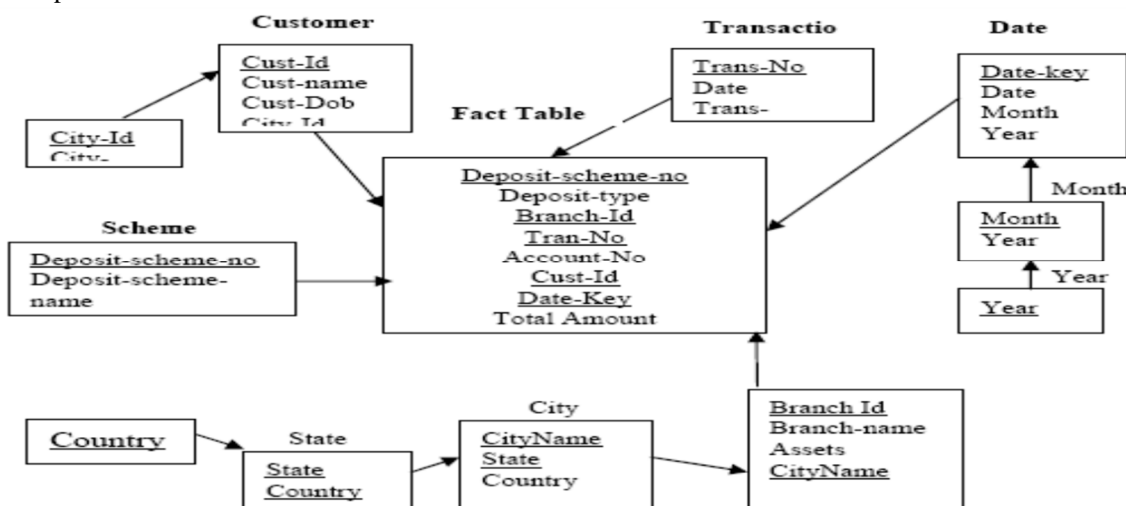 Customer
Transactio
Date
Cust-Id
Cust-name
Cust-Dob
City Id
Trans-No
Date
Trans-
Date-key
Date
Month
Year
Fact Table
City-Id
City-
Deposit-scheme-no
Deposit-type
Branch-Id
Tran-No
Account-No
Cust-Id
Date-Key
Total Amount
Month
Month
Year
Scheme
Deposit-scheme-no
Deposit-scheme-
name
Year
Year
City
Branch Id
Branch-name
Assets
CityName
Country
State
CityName
State
Country
State
Country